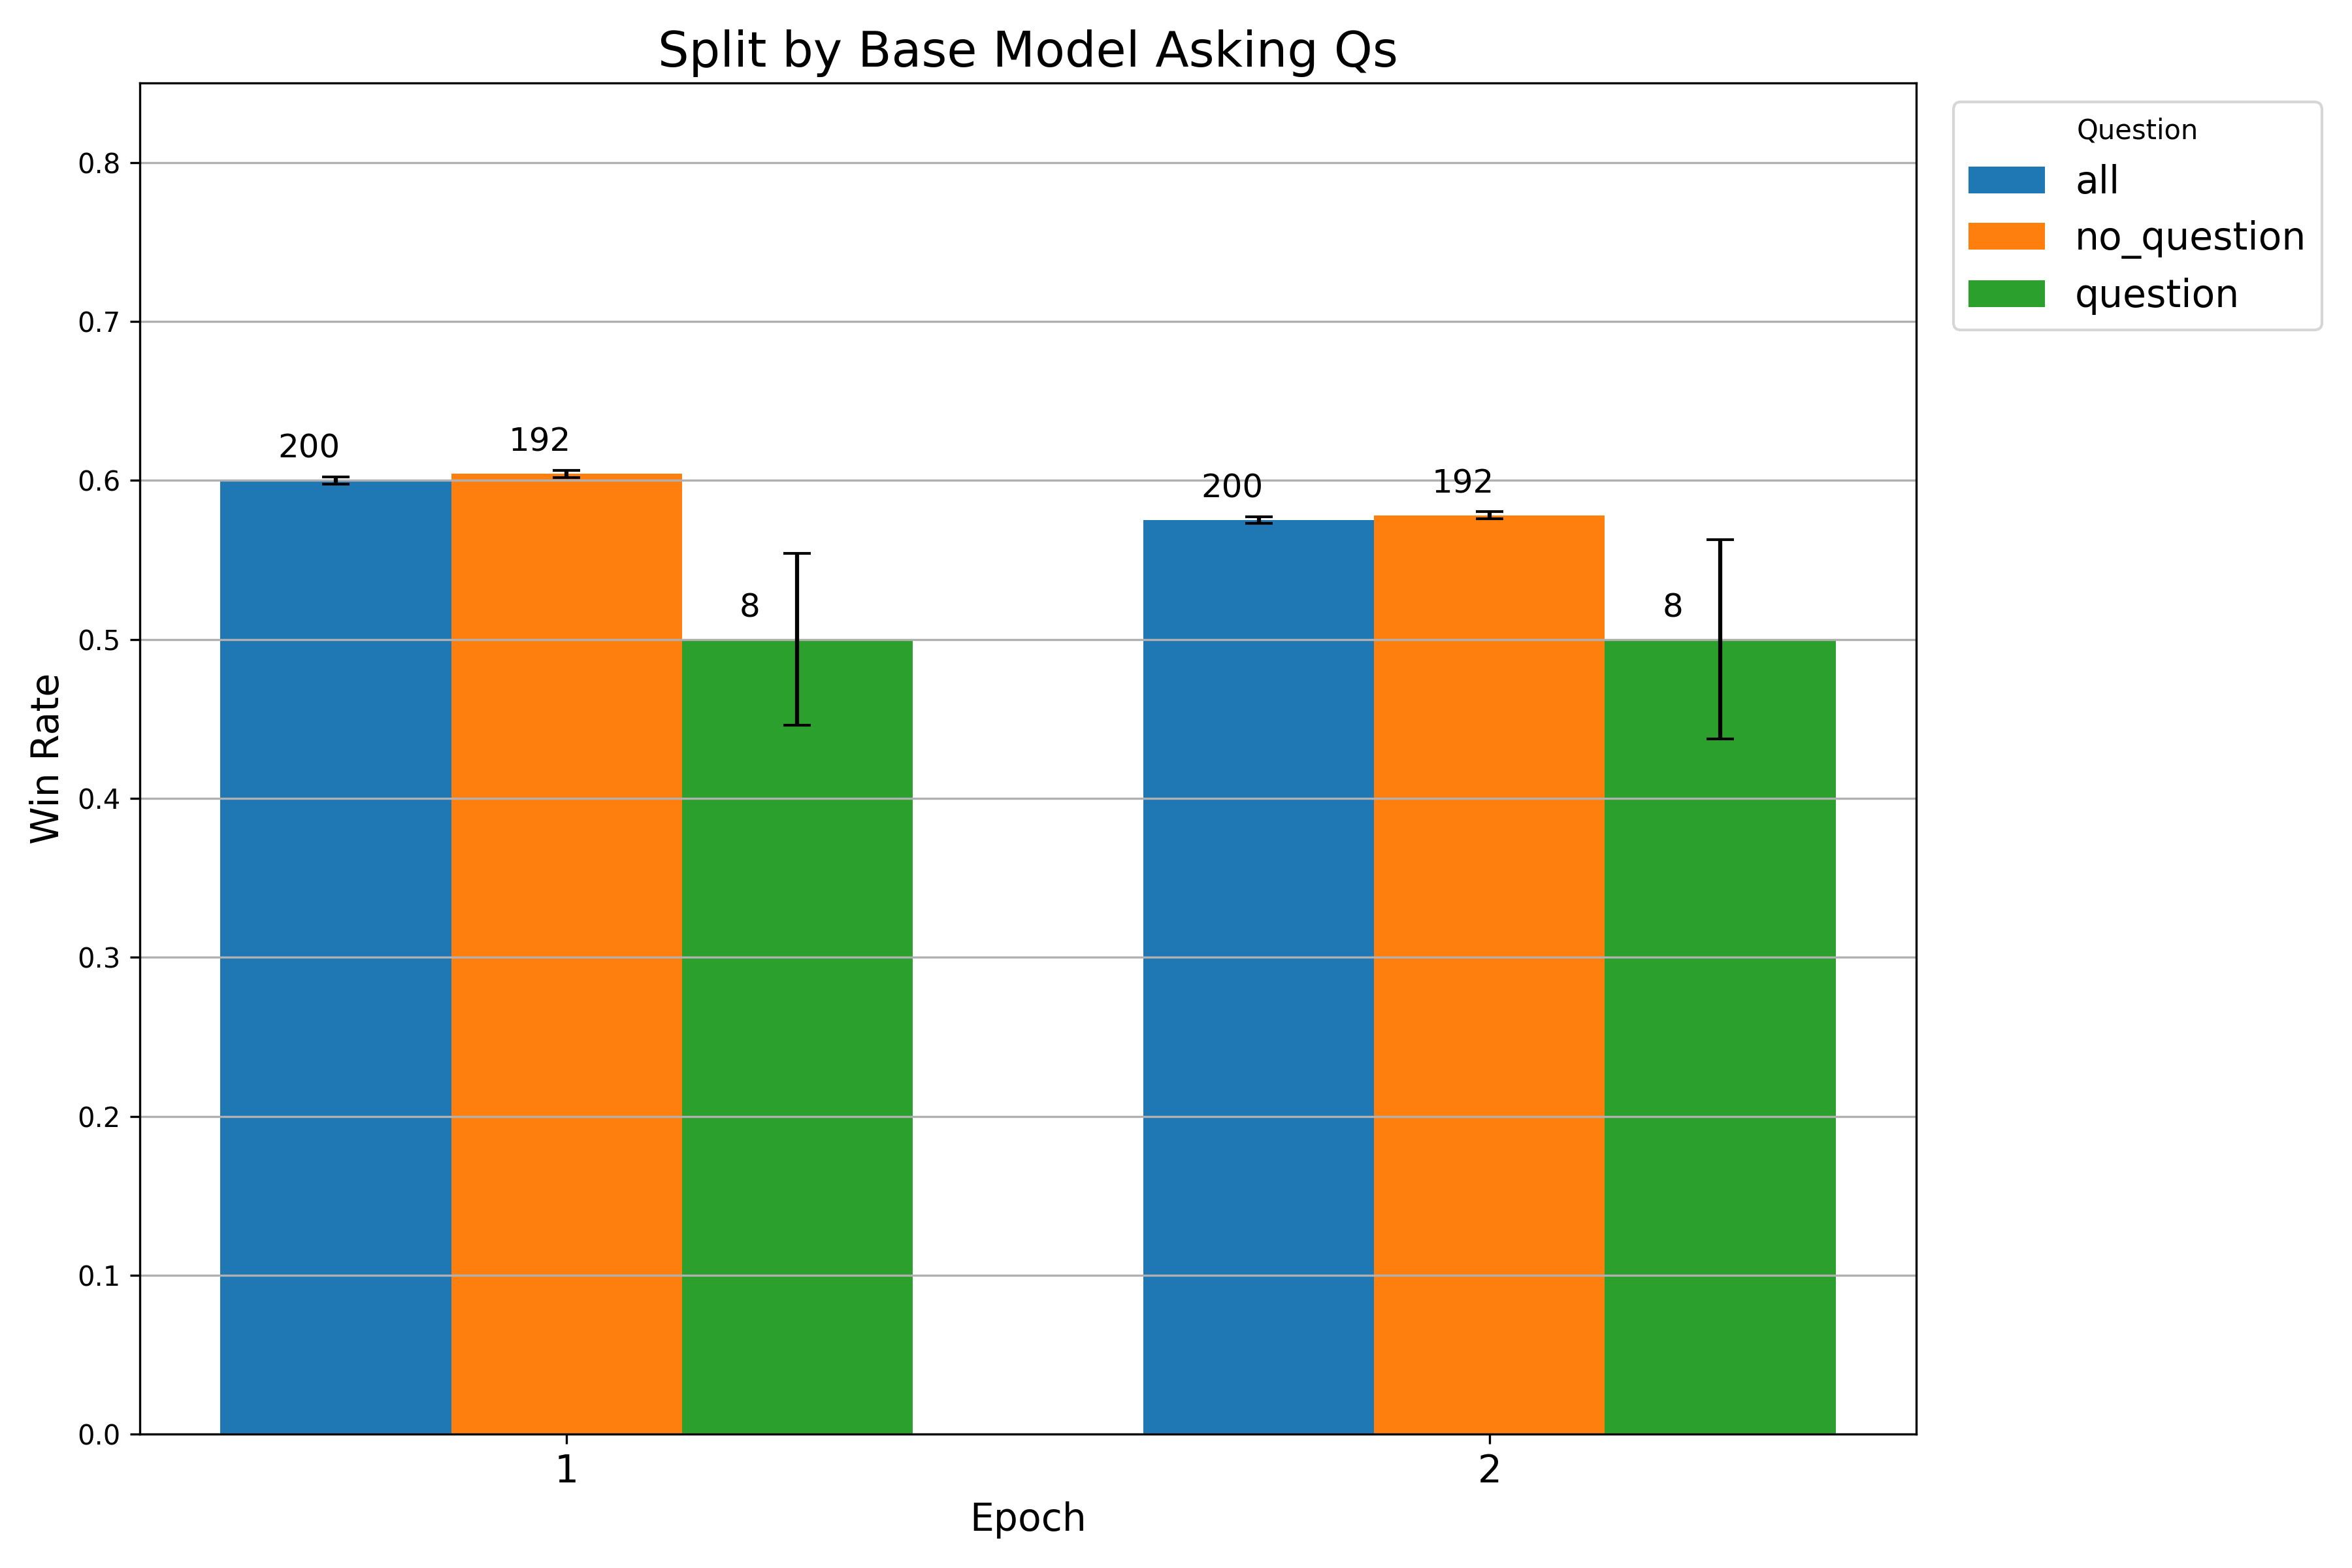 Split by Base Model Asking Qs
Question
all
no_question
question
Win Rate
0.8
0.7
0.6
0.5
0.4
0.3
0.2
0.1
0.0
200
192
8
200
192
8
1
2
Epoch